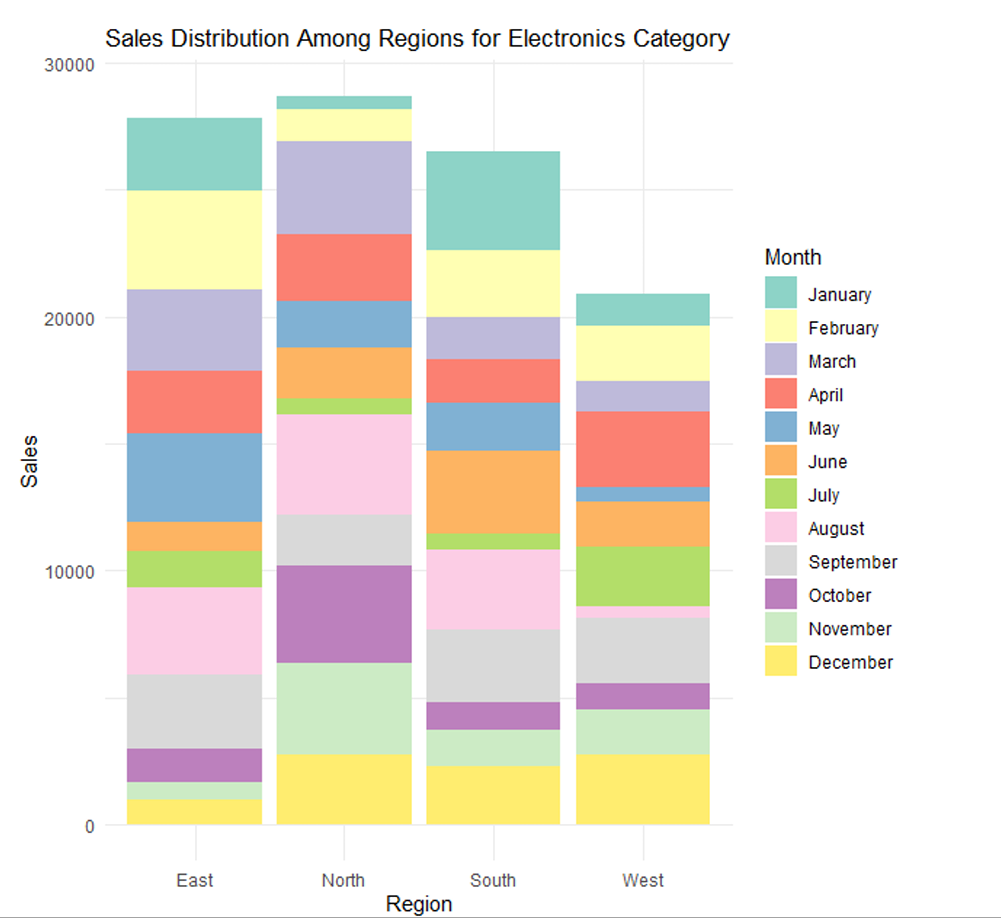 Sales Distribution Among Regions for Electronics Category
30000
20000
10000
0
Sales
East North South West
Region
Month
January
February
March
April
May
June
July
August
September
October
November
December